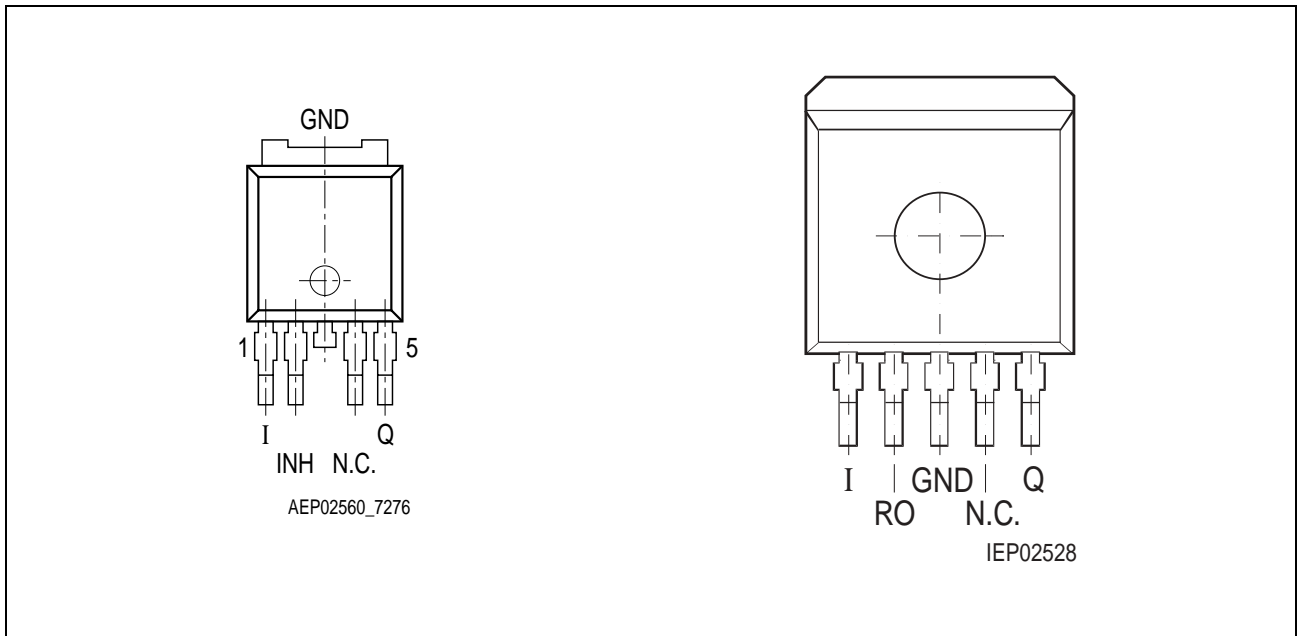 GND
1 5
I Q
INH N.C.
AEP02560_7276
I GND Q
RO N.C.
IEP02528